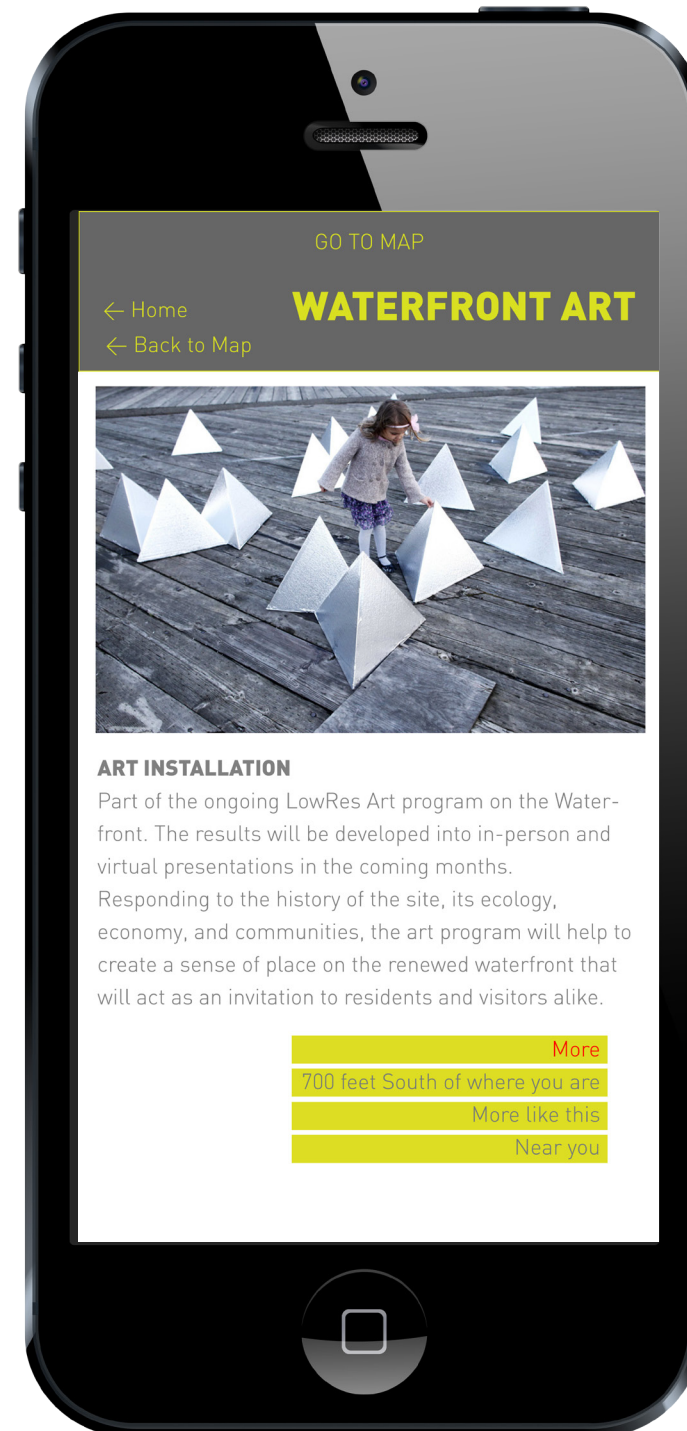 GO TO MAP
WATERFRONT ART
← Home
← Back to Map
ART INSTALLATION
Part of the ongoing LowRes Art program on the Water-
front. The results will be developed into in-person and
virtual presentations in the coming months.
Responding to the history of the site, its ecology,
economy, and communities, the art program will help to
create a sense of place on the renewed waterfront that
will act as an invitation to residents and visitors alike.
More
700 feet South of where you are
More like this
Near you